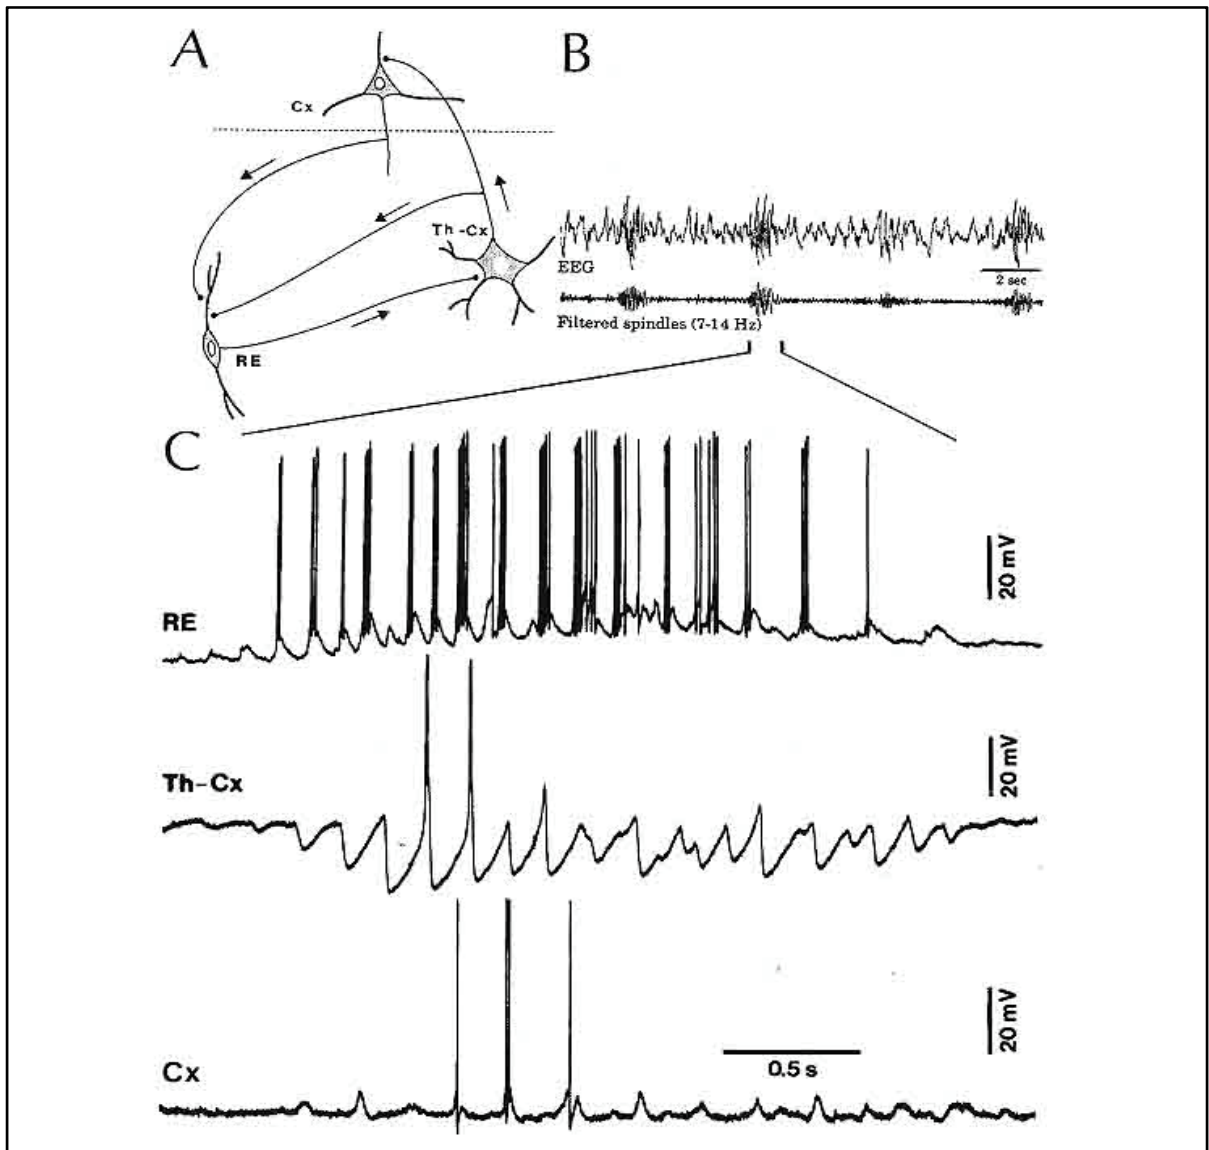 A
B
Cx
Th-Cx
EEG
2 sec
Filtered spindles (7-14 Hz)
RE
C
20 mV
RE
20 mV
Th-Cx
20 mV
0.5 s
Cx